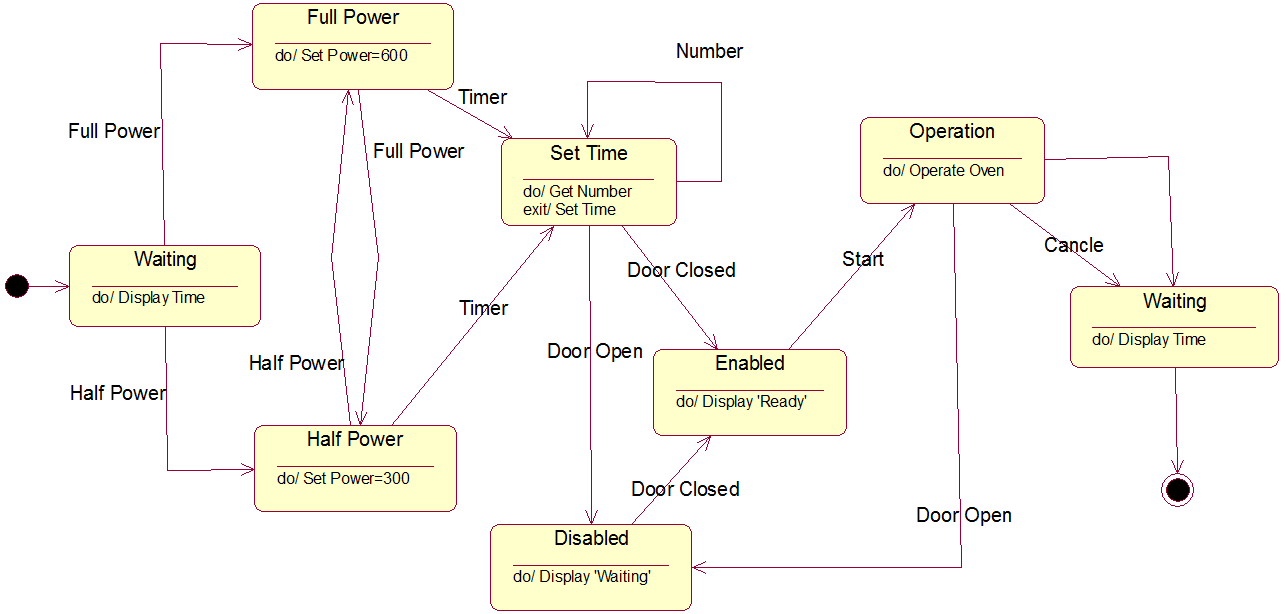 Full Power
do/ Set Power=600
Number
Timer
Full Power
Full Power
Set Time
do/ Get Number
exit/ Set Time
Operation
do/ Operate Oven
Waiting
do/ Display Time
Door Closed
Start
Cancle
Waiting
do/ Display Time
Timer
Door Open
Half Power
Half Power
Enabled
do/ Display 'Ready'
Half Power
do/ Set Power=300
Door Closed
Door Open
Disabled
do/ Display 'Waiting'